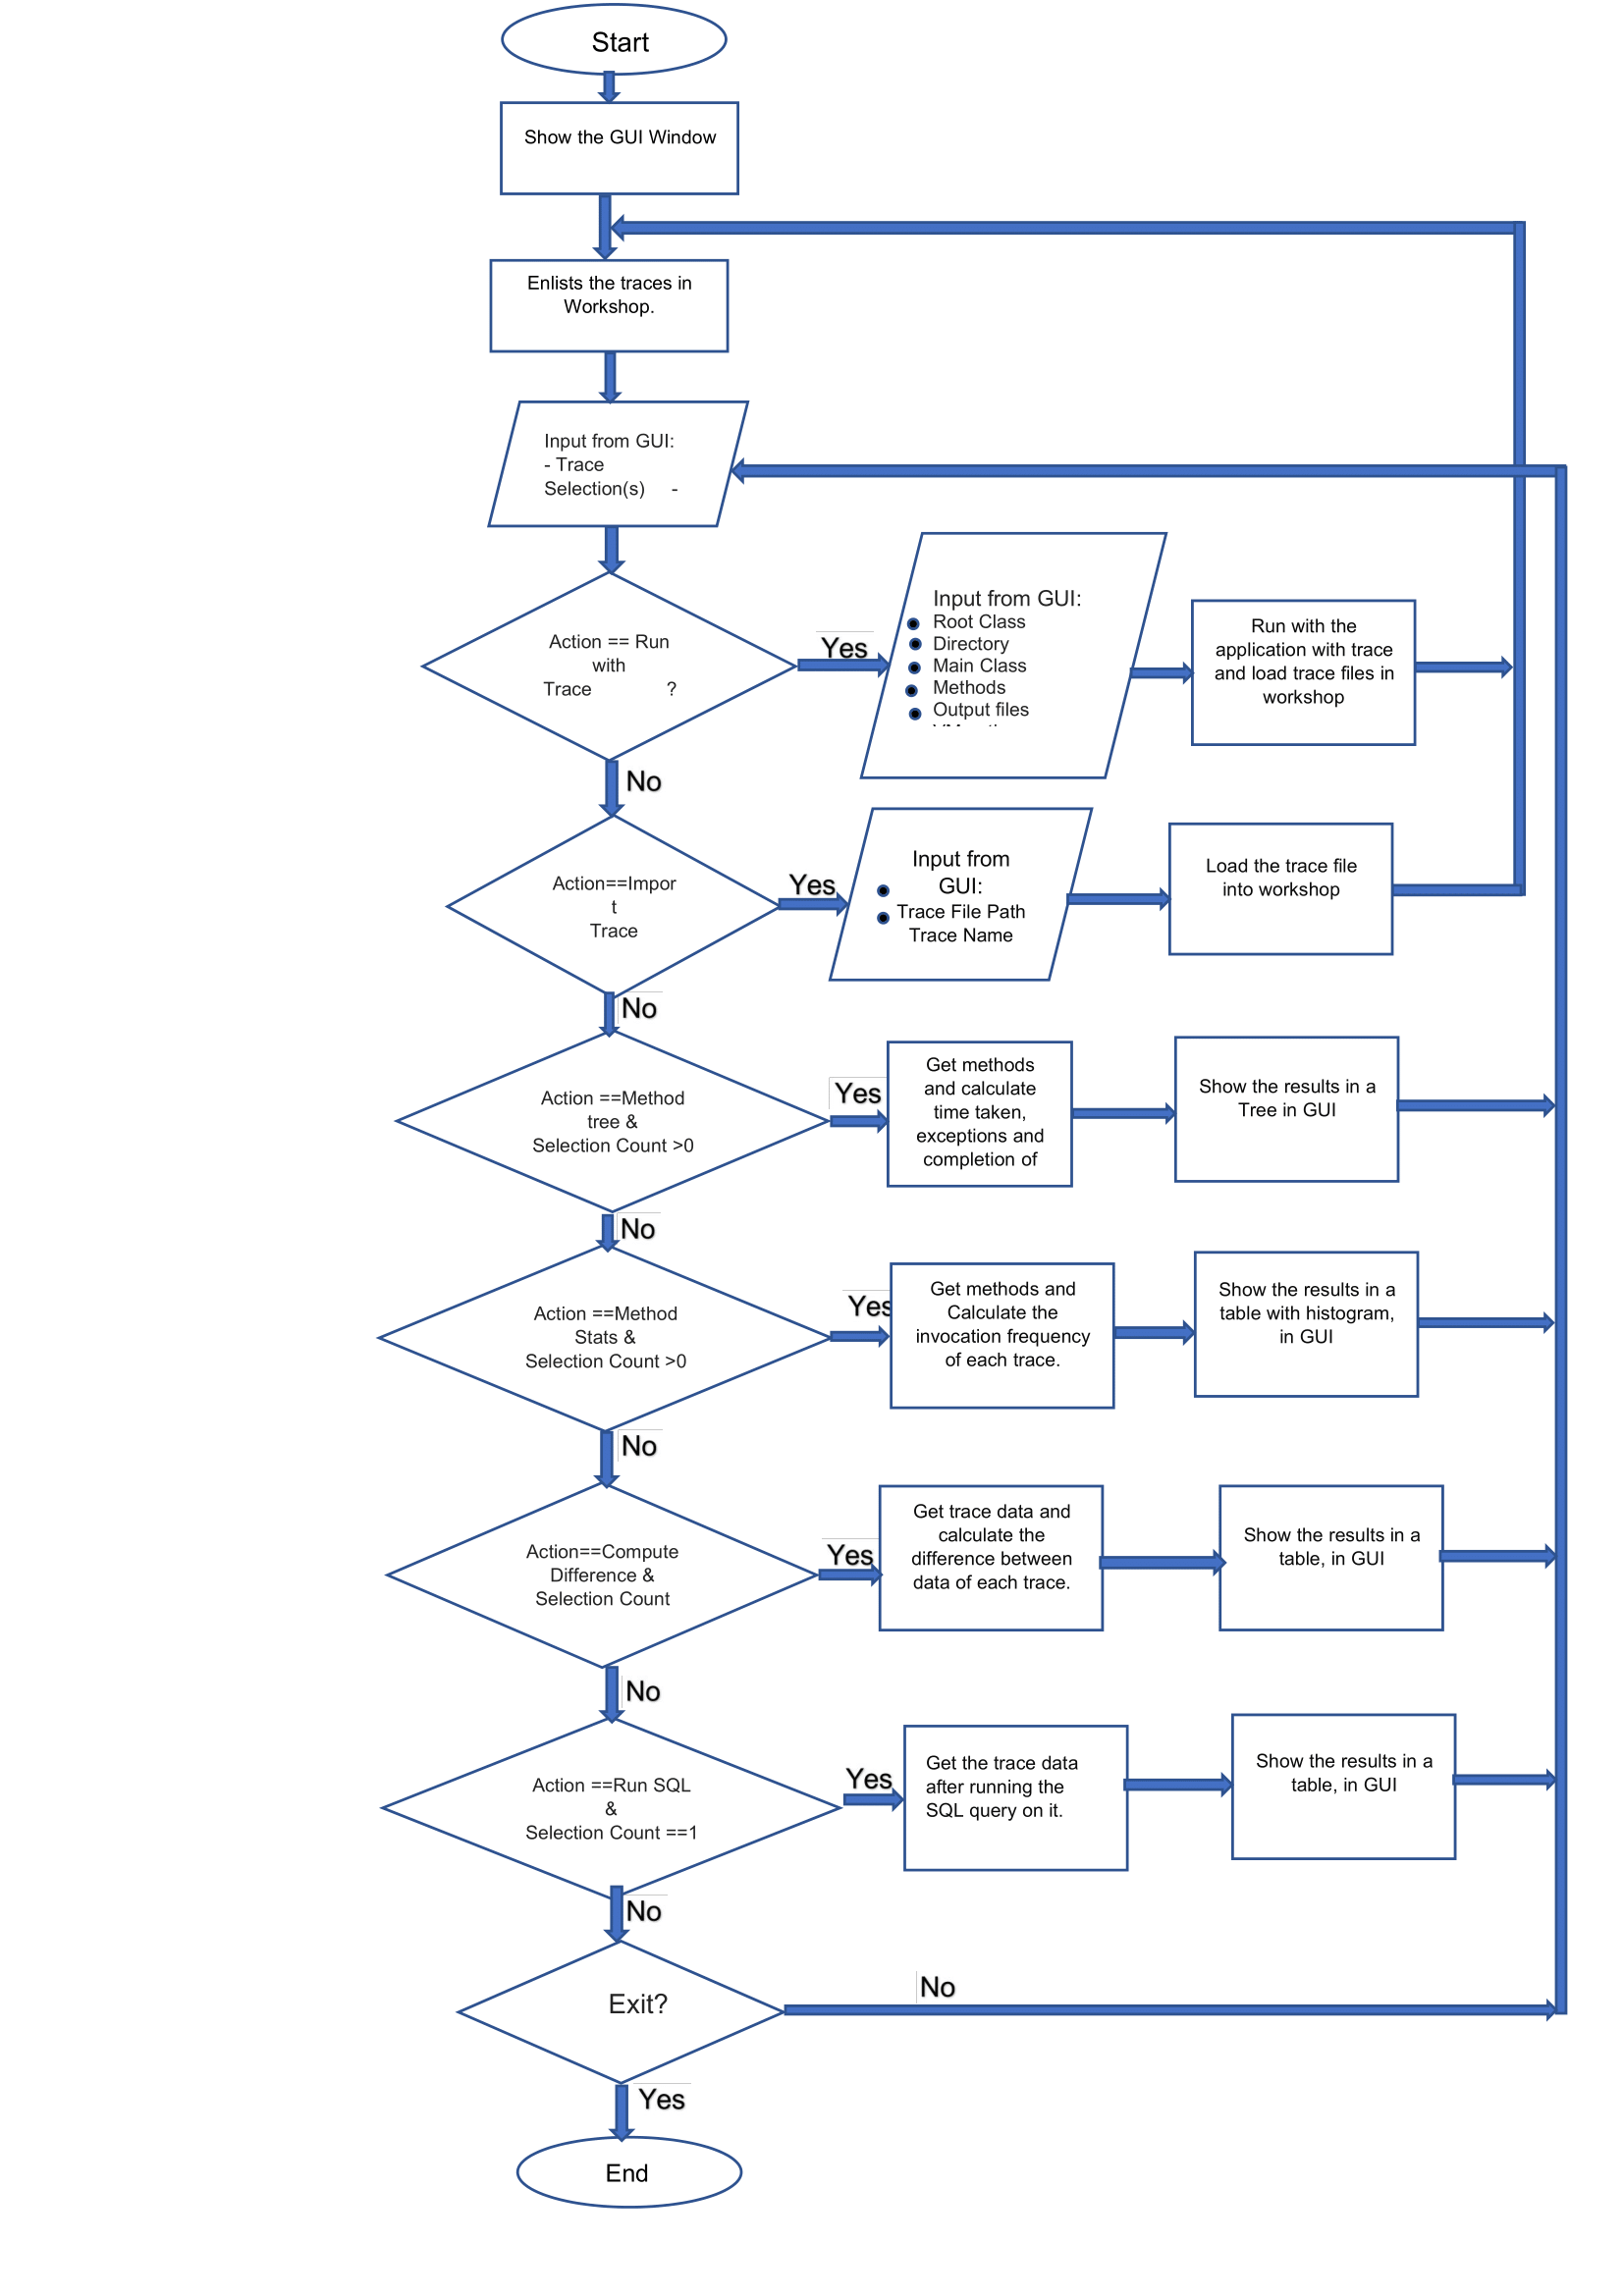 Start
Show the GUI Window
Enlists the traces in
Workshop.
Input from GUI:
- Trace
Selection(s) -
Action == Run
with
Trace ?
Yes
Input from GUI:
Root Class
Directory
Main Class
Methods
Output files
Run with the
application with trace
and load trace files in
workshop
No
Action==Impor
t
Trace
Yes
Input from
GUI:
Trace File Path
Trace Name
Load the trace file
into workshop
No
Action ==Method
tree &
Selection Count >0
Yes
Get methods
and calculate
time taken,
exceptions and
completion of
Show the results in a
Tree in GUI
No
Action ==Method
Stats &
Selection Count >0
Yes
Get methods and
Calculate the
invocation frequency
of each trace.
Show the results in a
table with histogram,
in GUI
No
Action==Compute
Difference &
Selection Count
Yes
Get trace data and
calculate the
difference between
data of each trace.
Show the results in a
table, in GUI
No
Action ==Run SQL
&
Selection Count ==1
Yes
Get the trace data
after running the
SQL query on it.
Show the results in a
table, in GUI
No
Exit?
No
Yes
End